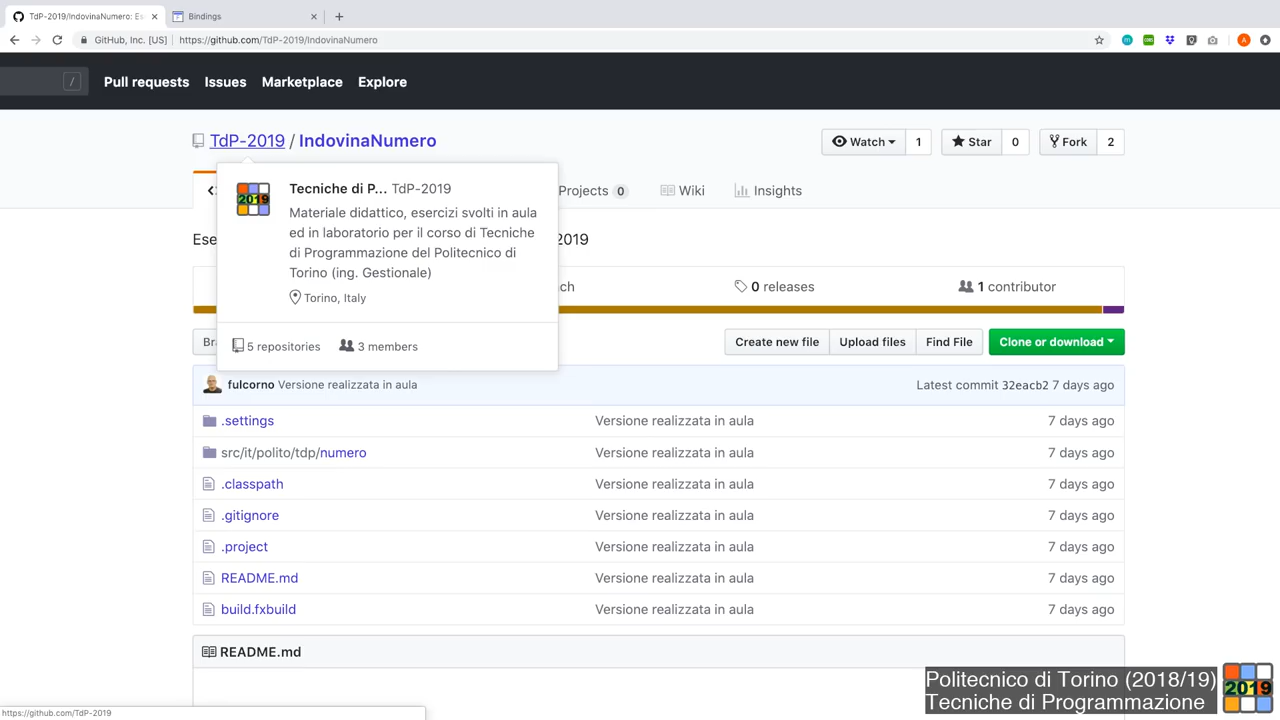 TdP-2019/IndovinaNumero: Es
Bindings
GitHub, Inc. [US] https://github.com/TdP-2019/IndovinaNumero
/ Pull requests Issues Marketplace Explore
TdP-2019 / IndovinaNumero
Watch 1 Star 0 Fork 2
Projects 0 Wiki Insights
Tecniche di P... TdP-2019
Materiale didattico, esercizi svolti in aula
ed in laboratorio per il corso di Tecniche
di Programmazione del Politecnico di
Torino (ing. Gestionale)
Torino, Italy
5 repositories 3 members
Ese 2019
ch 0 releases 1 contributor
Bra Create new file Upload files Find File Clone or download
fulcorno Versione realizzata in aula Latest commit 32eacb2 7 days ago
.settings Versione realizzata in aula 7 days ago
src/it/polito/tdp/numero Versione realizzata in aula 7 days ago
.classpath Versione realizzata in aula 7 days ago
.gitignore Versione realizzata in aula 7 days ago
.project Versione realizzata in aula 7 days ago
README.md Versione realizzata in aula 7 days ago
build.fxbuild Versione realizzata in aula 7 days ago
README.md
Politecnico di Torino (2018/19)
Tecniche di Programmazione
2019
https://github.com/TdP-2019